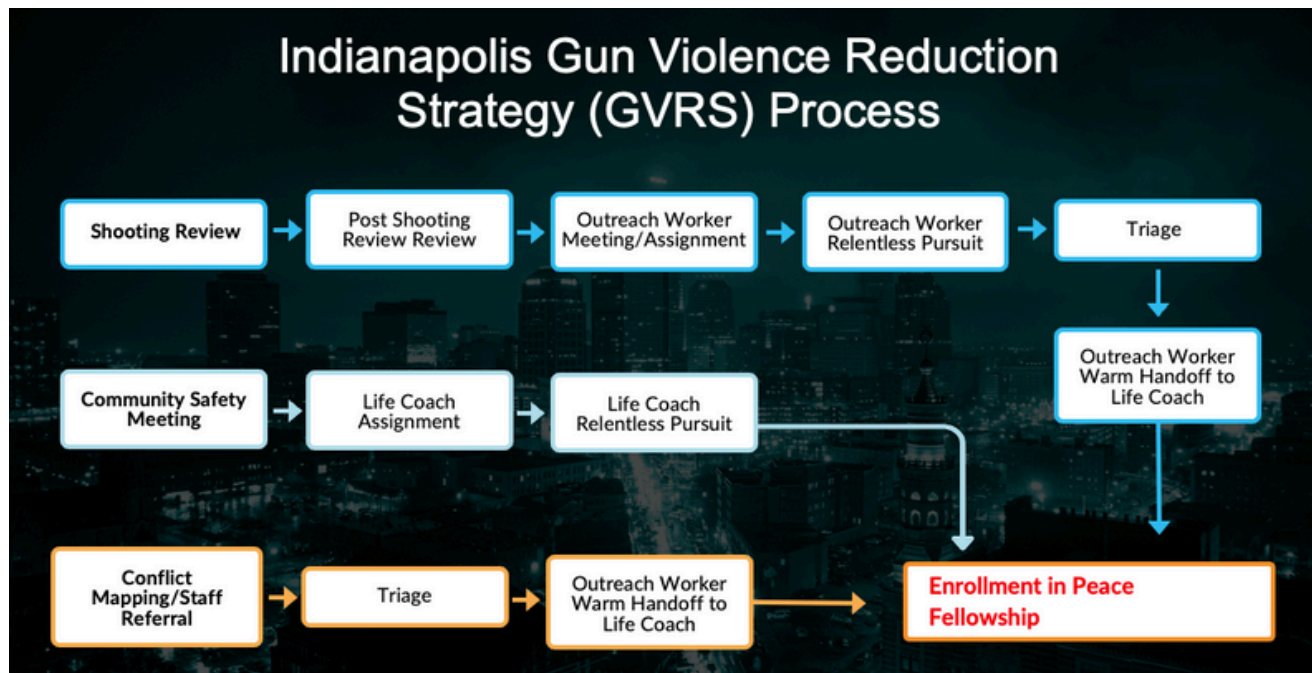 Indianapolis Gun Violence Reduction
Strategy (GVRS) Process
Shooting Review
Post Shooting
Review Review
Outreach Worker
Meeting/Assignment
Outreach Worker
Relentless Pursuit
Triage
Outreach Worker
Warm Handoff to
Life Coach
Community Safety
Meeting
Life Coach
Assignment
Life Coach
Relentless Pursuit
Conflict
Mapping/Staff
Referral
Triage
Outreach Worker
Warm Handoff to
Life Coach
Enrollment in Peace
Fellowship